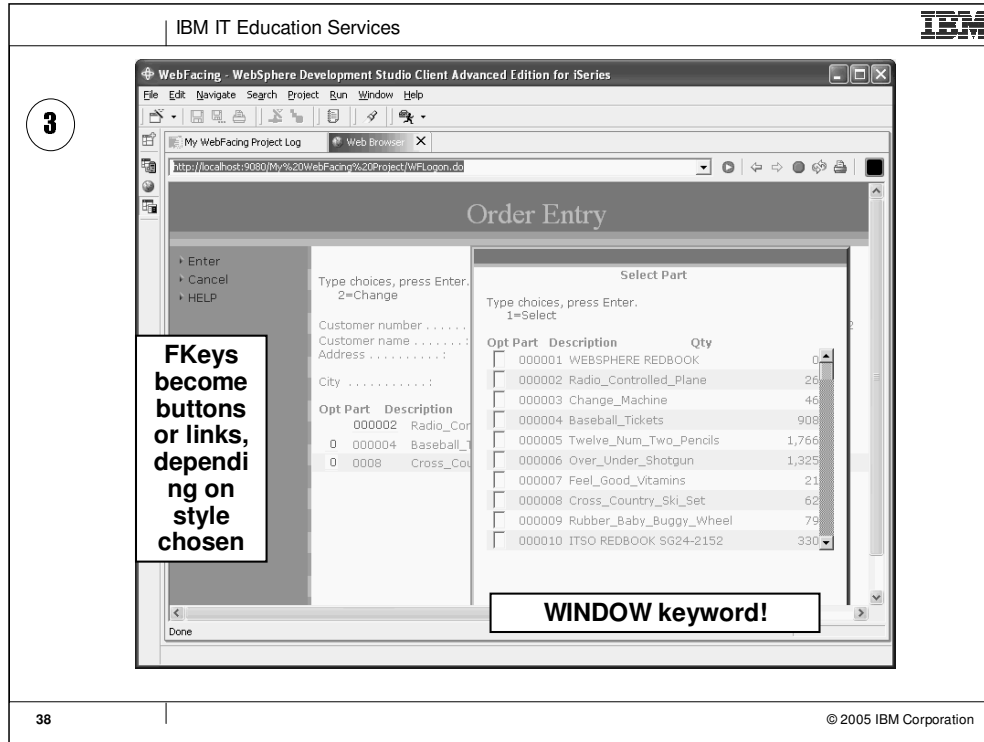 IBM IT Education Services
IBM
3
WebFacing - WebSphere Development Studio Client Advanced Edition for iSeries
File Edit Navigate Search Project Run Window Help
My WebFacing Project Log
Web Browser
http://localhost:9080/My%20WebFacing%20Project/WFLogon.do
Order Entry
Enter
Cancel
HELP
Type choices, press Enter.
2=Change
Customer number . . . . . .
Customer name . . . . . . . :
Address . . . . . . . . . . :
City . . . . . . . . . . . :
Opt Part Description
000002 Radio_Con
0 000004 Baseball_T
0 0008 Cross_Cou
Select Part
Type choices, press Enter.
1=Select
Opt Part Description Qty
000001 WEBSPHERE REDBOOK 0
000002 Radio_Controlled_Plane 26
000003 Change_Machine 46
000004 Baseball_Tickets 908
000005 Twelve_Num_Two_Pencils 1,766
000006 Over_Under_Shotgun 1,325
000007 Feel_Good_Vitamins 21
000008 Cross_Country_Ski_Set 62
000009 Rubber_Baby_Buggy_Wheel 79
000010 ITSO REDBOOK SG24-2152 330
FKeys
become
buttons
or links,
dependi
ng on
style
chosen
WINDOW keyword!
Done
38
© 2005 IBM Corporation